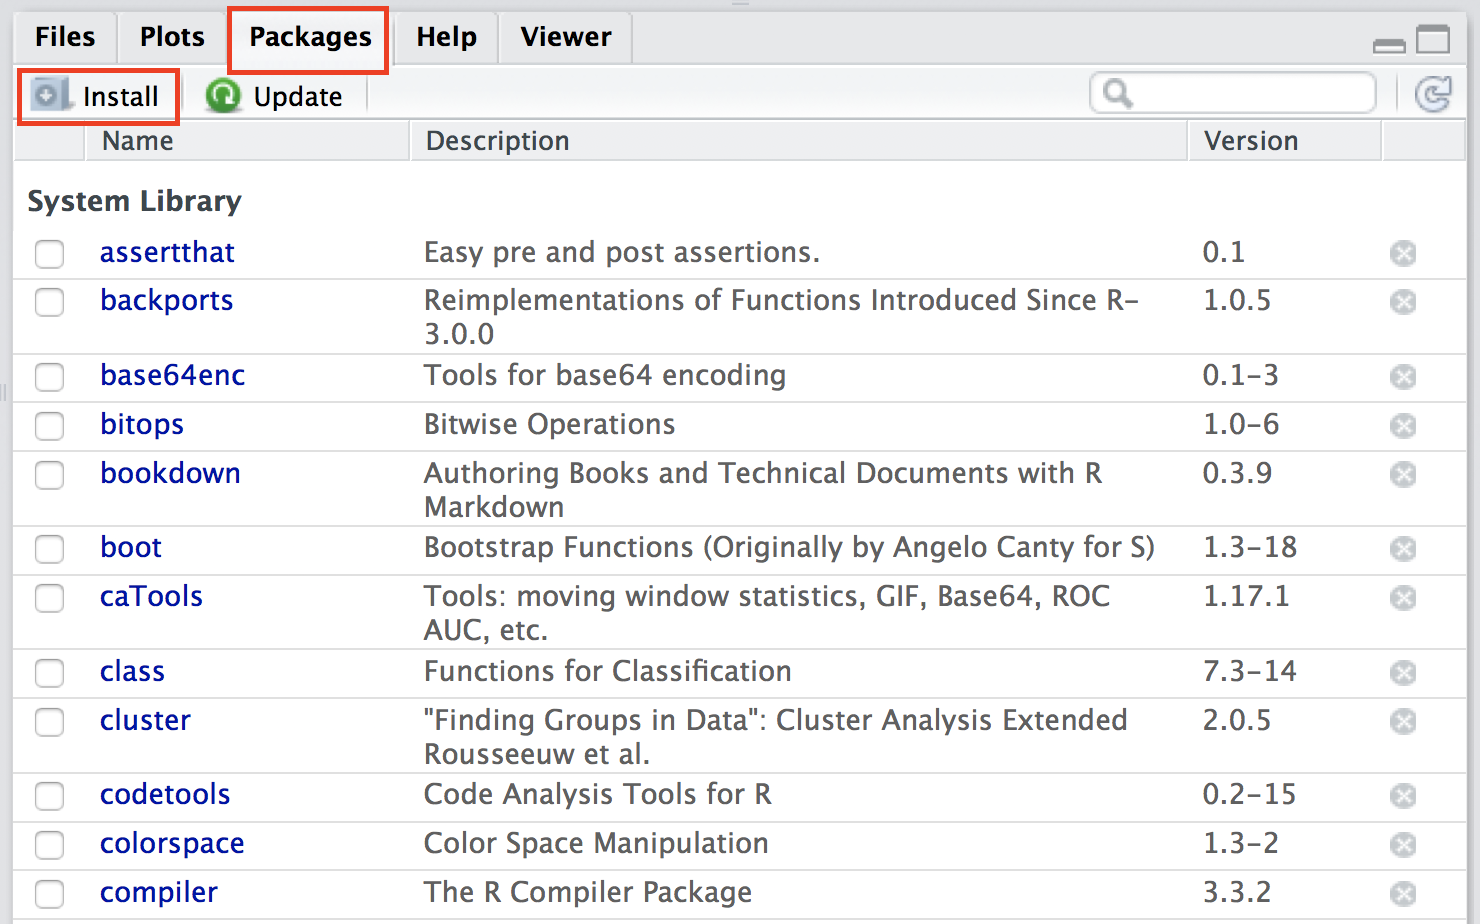 Files Plots Packages Help Viewer
Install Update
Name Description Version
System Library
assertthat Easy pre and post assertions. 0.1
backports Reimplementations of Functions Introduced Since R- 1.0.5
3.0.0
base64enc Tools for base64 encoding 0.1-3
bitops Bitwise Operations 1.0-6
bookdown Authoring Books and Technical Documents with R 0.3.9
Markdown
boot Bootstrap Functions (Originally by Angelo Canty for S) 1.3-18
caTools Tools: moving window statistics, GIF, Base64, ROC 1.17.1
AUC, etc.
class Functions for Classification 7.3-14
cluster "Finding Groups in Data": Cluster Analysis Extended 2.0.5
Rousseeuw et al.
codetools Code Analysis Tools for R 0.2-15
colorspace Color Space Manipulation 1.3-2
compiler The R Compiler Package 3.3.2